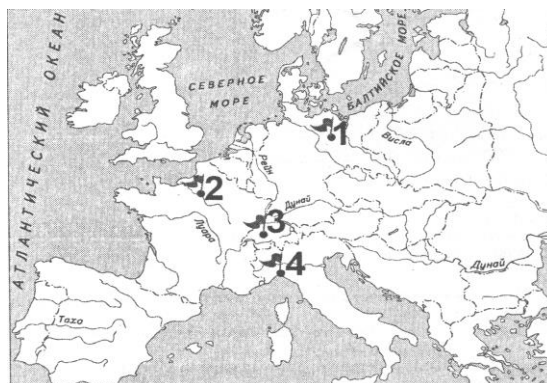 АТЛАНТИЧЕСКИЙ ОКЕАН
СЕВЕРНОЕ
МОРЕ
БАЛТИЙСКОЕ МОРЕ
1
Висла
Рейн
2
Дунай
3
Луара
4
Дунай
Тахо